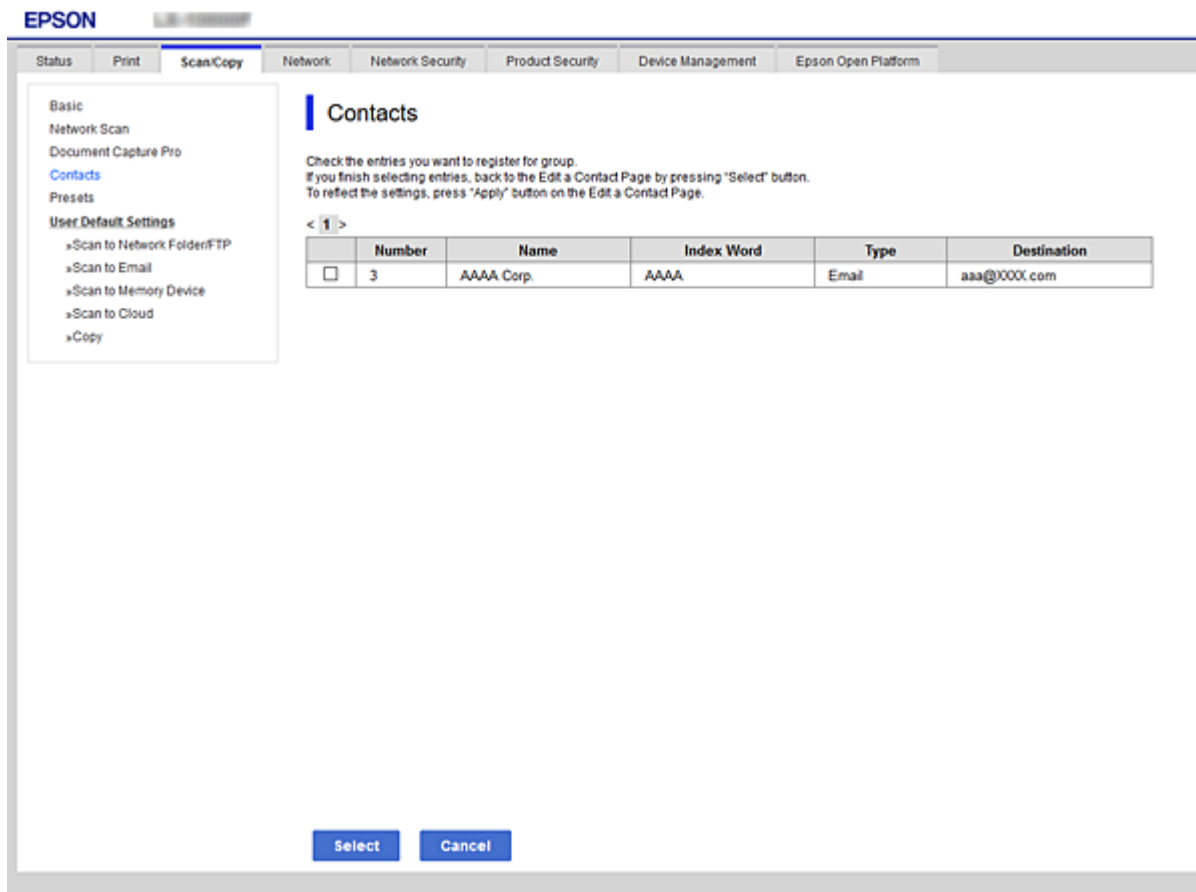 EPSON
Status Print Scan/Copy Network Network Security Product Security Device Management Epson Open Platform
Basic
Network Scan
Document Capture Pro
Contacts
Presets
User Default Settings
»Scan to Network Folder/FTP
»Scan to Email
»Scan to Memory Device
»Scan to Cloud
»Copy
Contacts
Check the entries you want to register for group.
If you finish selecting entries, back to the Edit a Contact Page by pressing "Select" button.
To reflect the settings, press "Apply" button on the Edit a Contact Page.
< 1 >
Number Name Index Word Type Destination
3 AAAA Corp. AAAA Email aaa@XXXX.com
Select Cancel